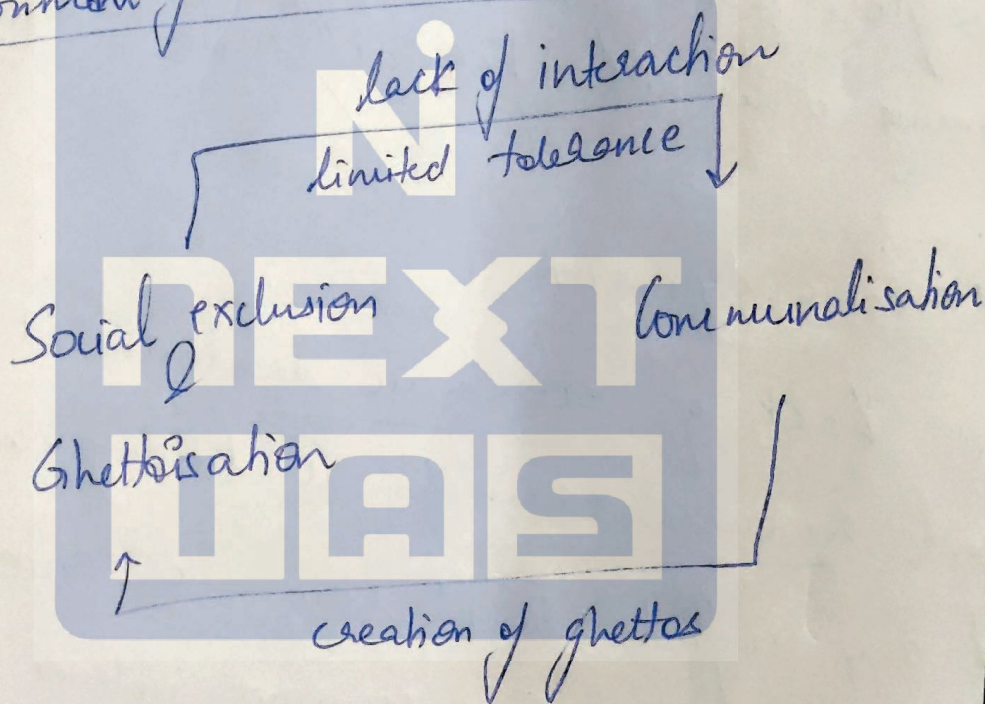 lack of interaction
limited tolerance
Social exclusion
&
Ghettoisation
Communalisation
creation of ghettos
NEXT
IAS